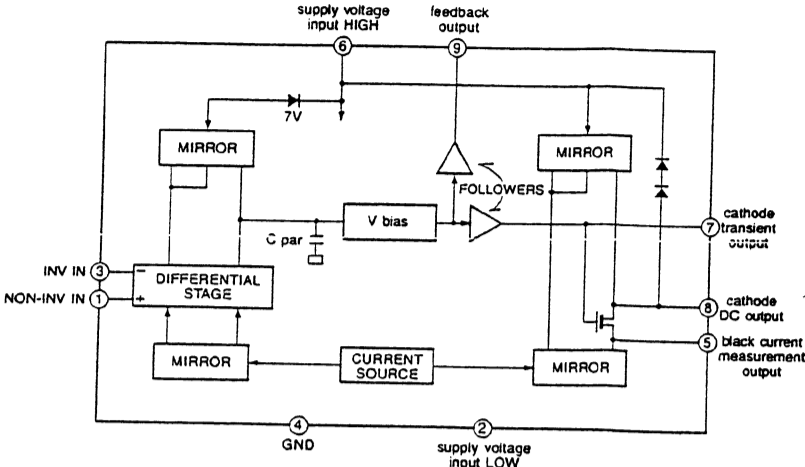 supply voltage
input HIGH
feedback
output
6
9
7V
MIRROR
MIRROR
FOLLOWERS
C par
V bias
7
cathode
transient
output
INV IN
3
−
DIFFERENTIAL
STAGE
NON-INV IN
1
+
8
cathode
DC output
5
black current
measurement
output
MIRROR
CURRENT
SOURCE
MIRROR
4
GND
2
supply voltage
input LOW